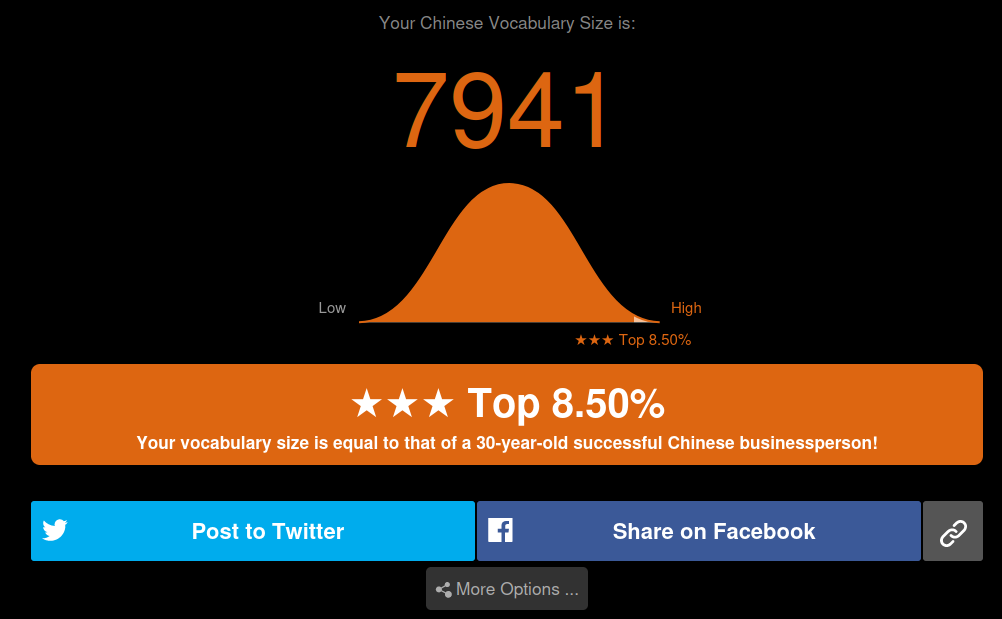 Your Chinese Vocabulary Size is:
7941
Low
High
★★★ Top 8.50%
★★★ Top 8.50%
Your vocabulary size is equal to that of a 30-year-old successful Chinese businessperson!
Post to Twitter
Share on Facebook
More Options ...